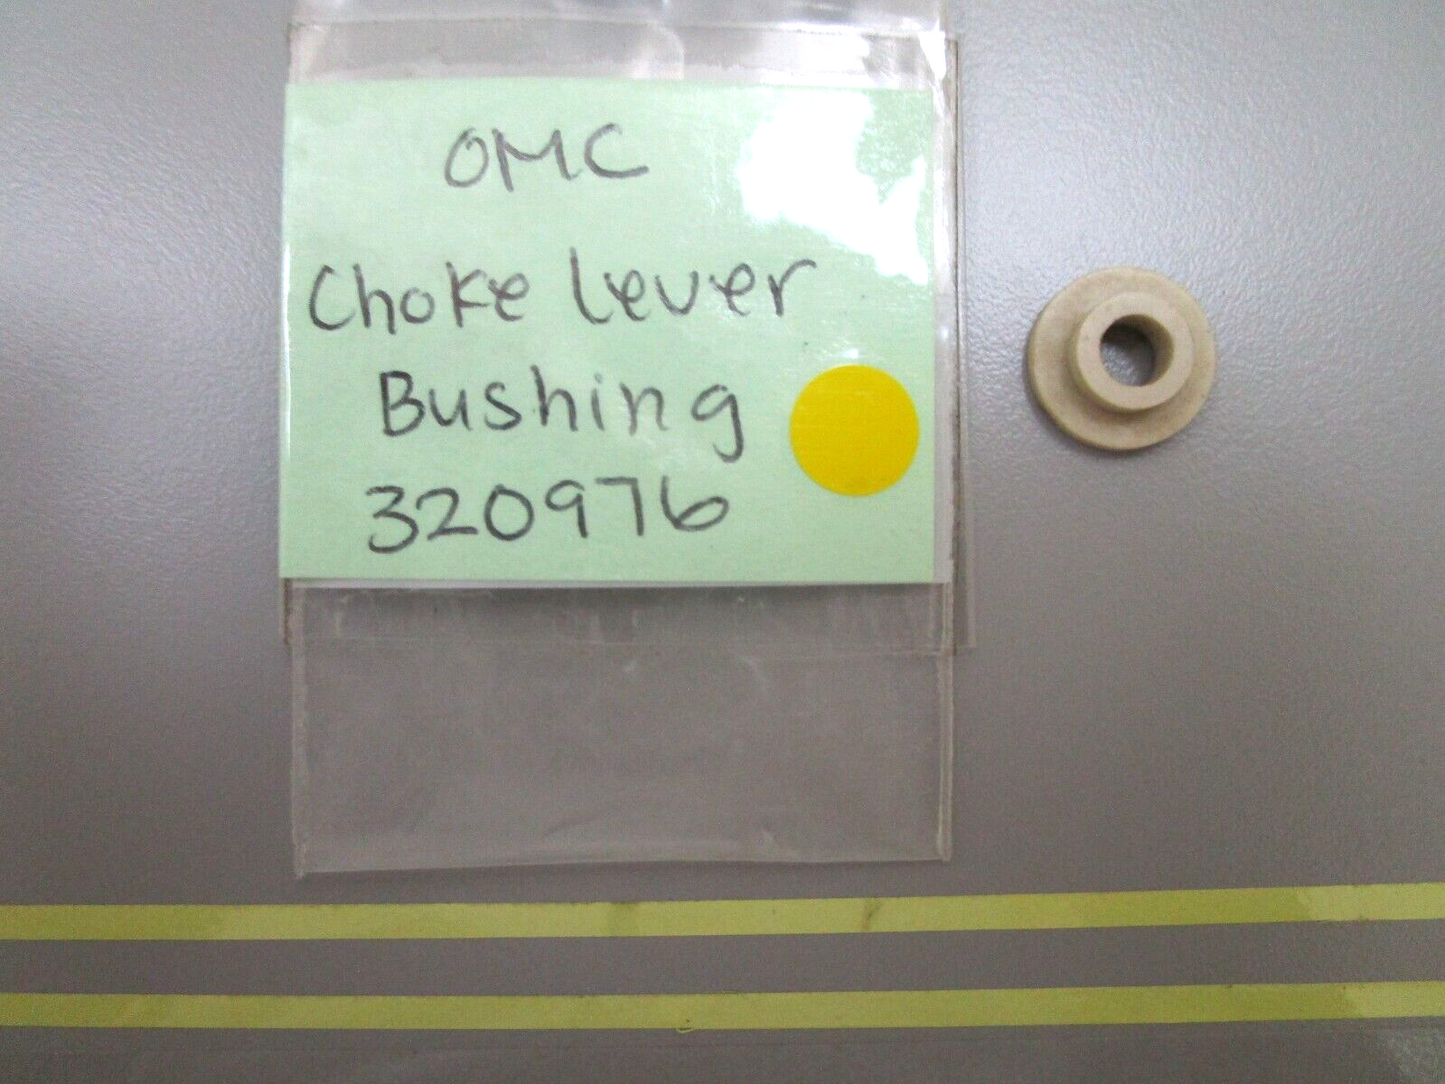 OMC
Choke lever
Bushing
320976